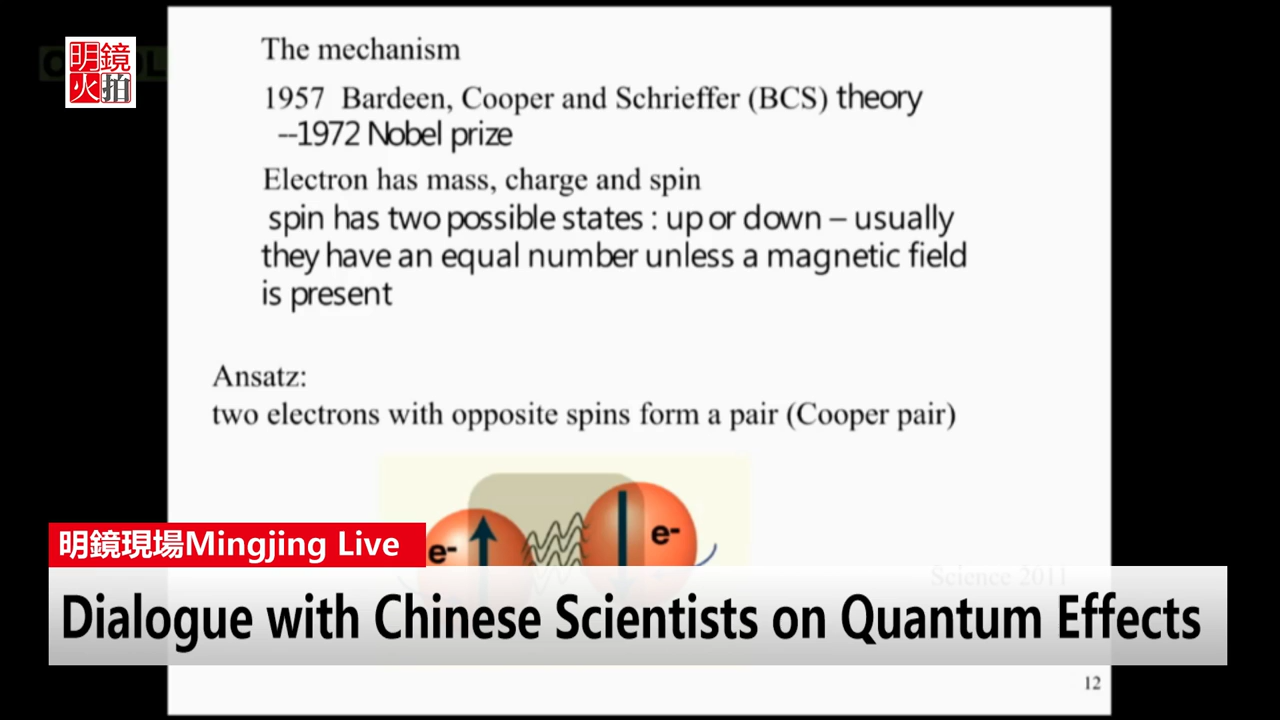 明鏡
火拍
The mechanism
1957 Bardeen, Cooper and Schrieffer (BCS) theory
--1972 Nobel prize
Electron has mass, charge and spin
spin has two possible states : up or down – usually
they have an equal number unless a magnetic field
is present
Ansatz:
two electrons with opposite spins form a pair (Cooper pair)
e-
e-
明鏡現場Mingjing Live
Science 2011
Dialogue with Chinese Scientists on Quantum Effects
12